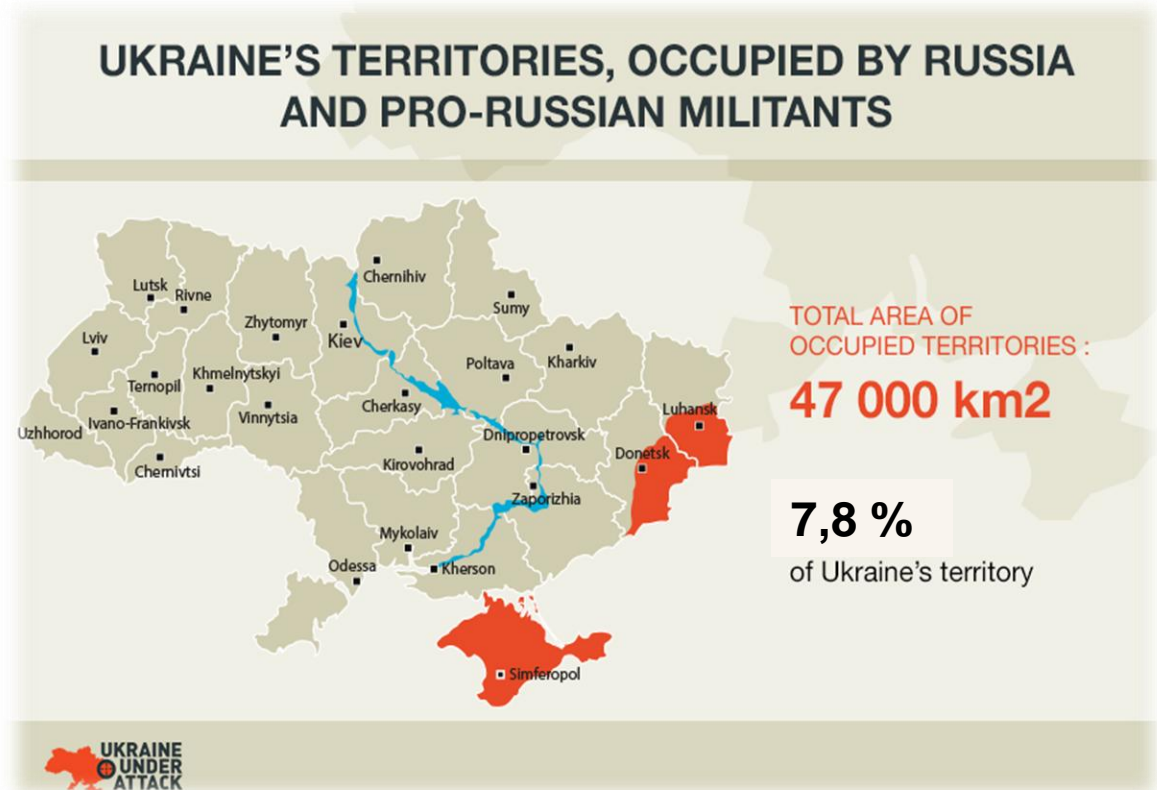 UKRAINE'S TERRITORIES, OCCUPIED BY RUSSIA
AND PRO-RUSSIAN MILITANTS
Chernihiv
Lutsk
Rivne
Sumy
Zhytomyr
Lviv
Kiev
Kharkiv
Poltava
Khmelnytskyi
Ternopil
Cherkasy
Vinnytsia
Ivano-Frankivsk
Uzhhorod
Luhansk
Dnipropetrovsk
Donetsk
Kirovohrad
Chernivtsi
Zaporizhia
Mykolaiv
Odessa
Kherson
Simferopol
TOTAL AREA OF
OCCUPIED TERRITORIES :
47 000 km2
7,8 %
of Ukraine's territory
UKRAINE
UNDER
ATTACK